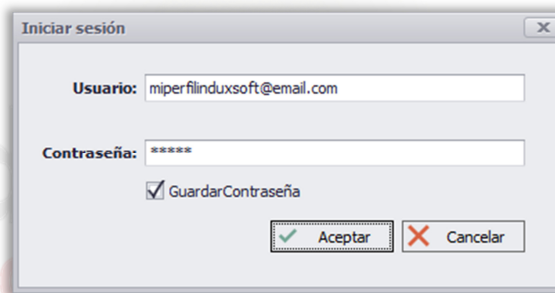 Iniciar sesión
Usuario: miperfilinduxsoft@email.com
Contraseña: *****
GuardarContraseña
Aceptar Cancelar